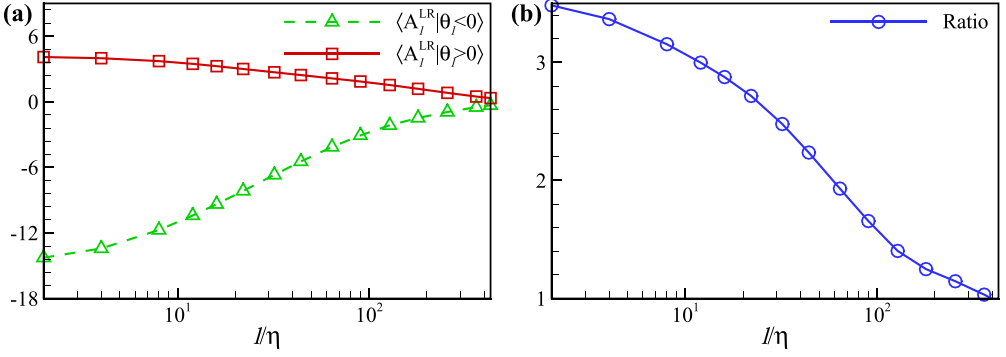 (a)
⟨A_l^LR|θ_l<0⟩
⟨A_l^LR|θ_l>0⟩
6
0
-6
-12
-18
10^1
10^2
l/η
(b)
Ratio
3
2
1
10^1
10^2
l/η